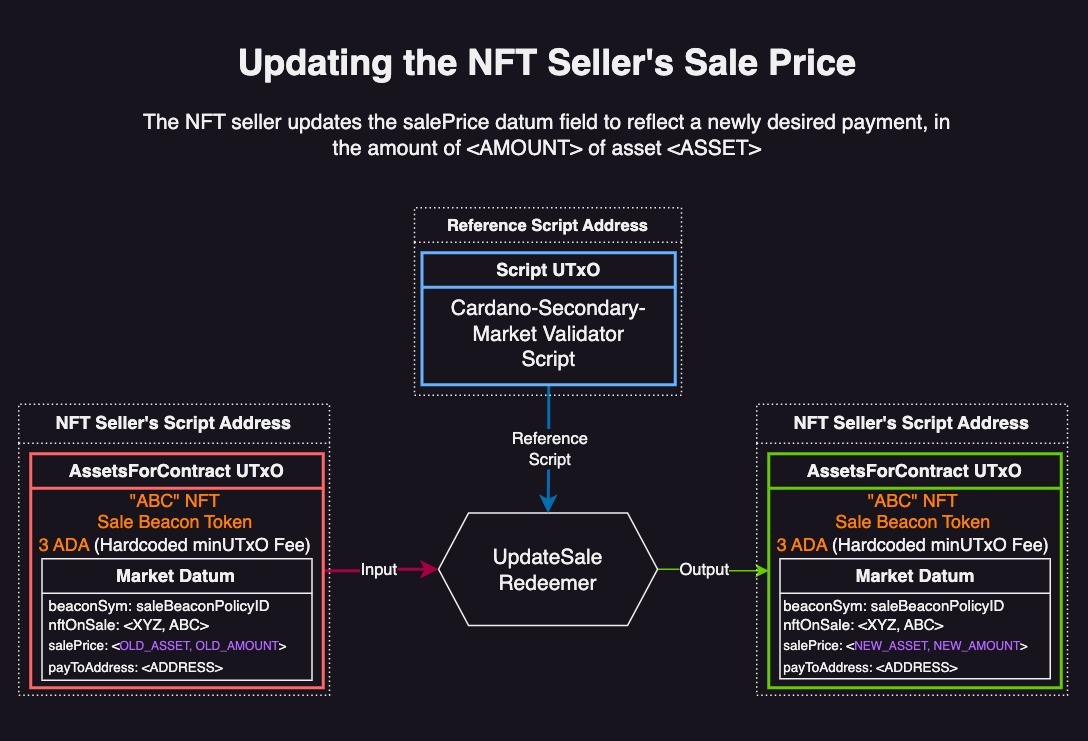 Updating the NFT Seller's Sale Price
The NFT seller updates the salePrice datum field to reflect a newly desired payment, in
the amount of <AMOUNT> of asset <ASSET>
Reference Script Address
Script UTxO
Cardano-Secondary-
Market Validator
Script
Reference
Script
NFT Seller's Script Address
AssetsForContract UTxO
"ABC" NFT
Sale Beacon Token
3 ADA (Hardcoded minUTxO Fee)
Market Datum
beaconSym: saleBeaconPolicyID
nftOnSale: <XYZ, ABC>
salePrice: <OLD_ASSET, OLD_AMOUNT>
payToAddress: <ADDRESS>
Input
UpdateSale
Redeemer
Output
NFT Seller's Script Address
AssetsForContract UTxO
"ABC" NFT
Sale Beacon Token
3 ADA (Hardcoded minUTxO Fee)
Market Datum
beaconSym: saleBeaconPolicyID
nftOnSale: <XYZ, ABC>
salePrice: <NEW_ASSET, NEW_AMOUNT>
payToAddress: <ADDRESS>